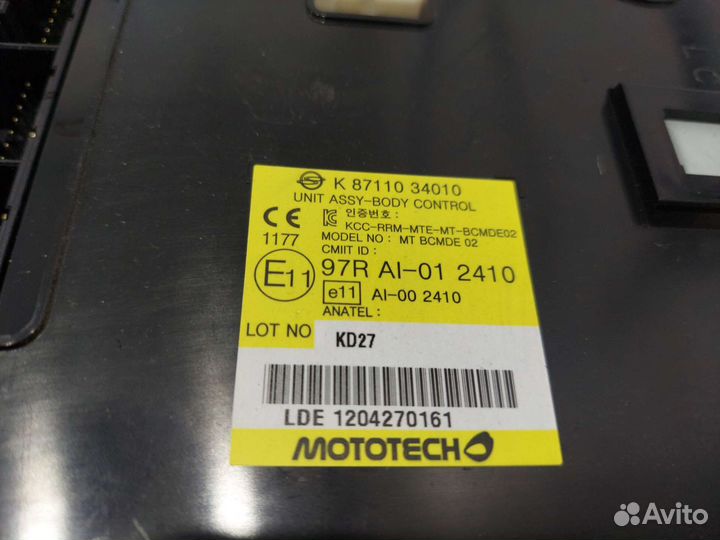 K 87110 34010
UNIT ASSY-BODY CONTROL
CE 1177
인증번호 :
KCC-RRM-MTE-MT-BCMDE02
MODEL NO : MT BCMDE 02
CMIIT ID :
E11 97R AI-01 2410
e11 AI-00 2410
ANATEL :
LOT NO KD27
LDE 1204270161
MOTOTECH
Avito